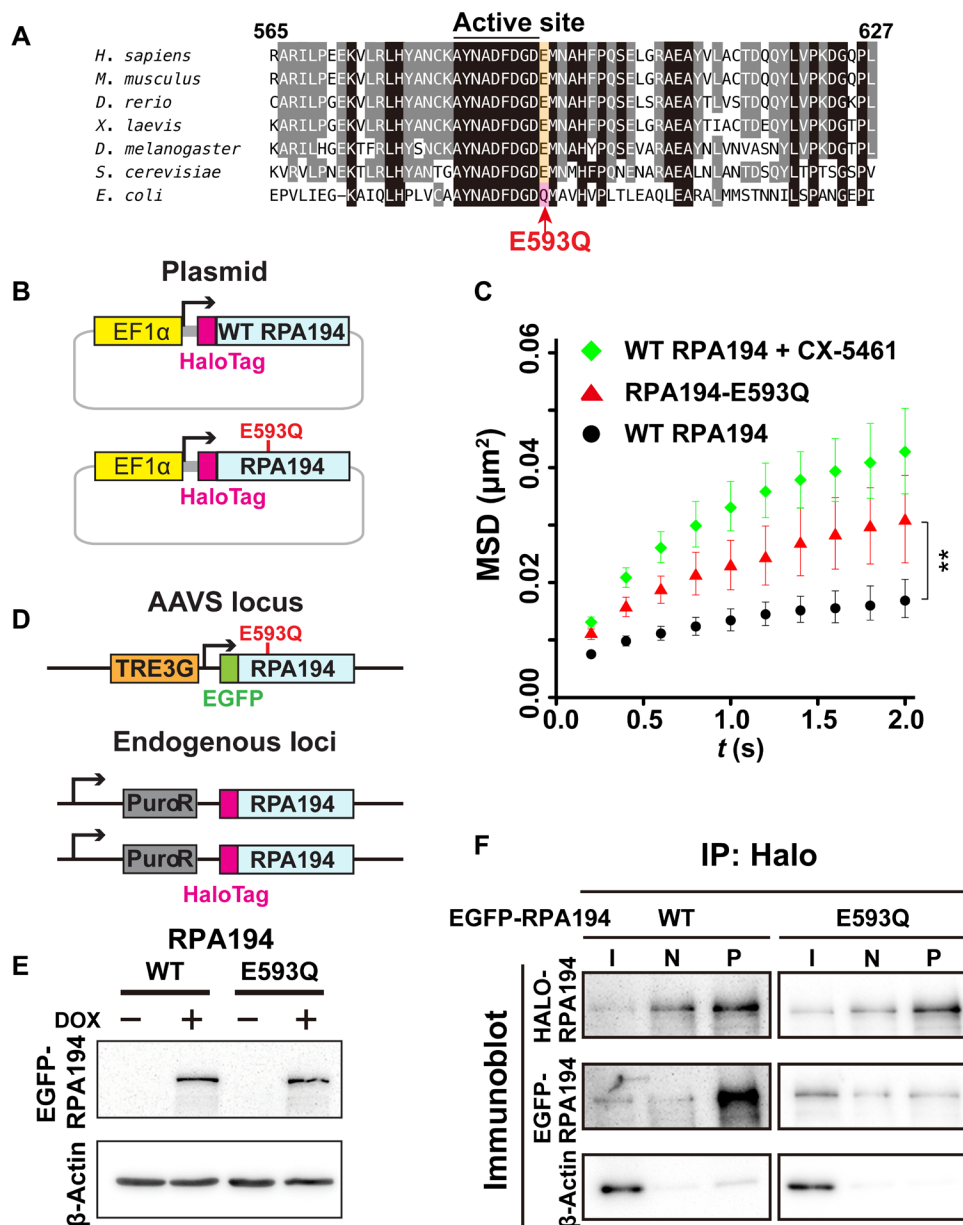 A
565 Active site 627
H. sapiens RARILPEEKVLRLHYANCKAYNADFDGDEMNAHFPQSELGRAEAYVLACTDQQYLVPKDGQPL
M. musculus RARILPEEKVLRLHYANCKAYNADFDGDEMNAHFPQSELGRAEAYVLACTDQQYLVPKDGQPL
D. rerio CARILPGEKVLRLHYANCKAYNADFDGDEMNAHFPQSELSRAEAYTLVSTDQQYLVPKDGKPL
X. laevis KARILPGEKVLRLHYANCKAYNADFDGDEMNAHFPQSELGRAEAYTIACTDEQYLVPKDGTPL
D. melanogaster KARILHGEKTFRLHYSNCKAYNADFDGDEMNAHYPQSEVARAEAYNLVNVASNYLVPKDGTPL
S. cerevisiae KVRVLPNEKTFRLHYANTGAYNADFDGDEMNMHFPQNENARAEALNLANTDSQYLTPTSGSPV
E. coli EPVLIEG-KAIQLHPLVCAAYNADFDGDQMAVHVPLTLEAQLEARALMMSTNNILSPANGEPI
E593Q
B
Plasmid
EF1α WT RPA194
HaloTag
E593Q
EF1α RPA194
HaloTag
C
MSD (μm²)
0.00 0.02 0.04 0.06
WT RPA194 + CX-5461
RPA194-E593Q
WT RPA194
**
0.0 0.5 1.0 1.6 2.0
t (s)
D
AAVS locus
E593Q
TRE3G RPA194
EGFP
Endogenous loci
PuroR RPA194
PuroR RPA194
HaloTag
E
RPA194
WT E593Q
DOX − + − +
EGFP-
RPA194
β-Actin
F
IP: Halo
EGFP-RPA194 WT E593Q
I N P I N P
Immunoblot
HALO-
RPA194
EGFP-
RPA194
β-Actin